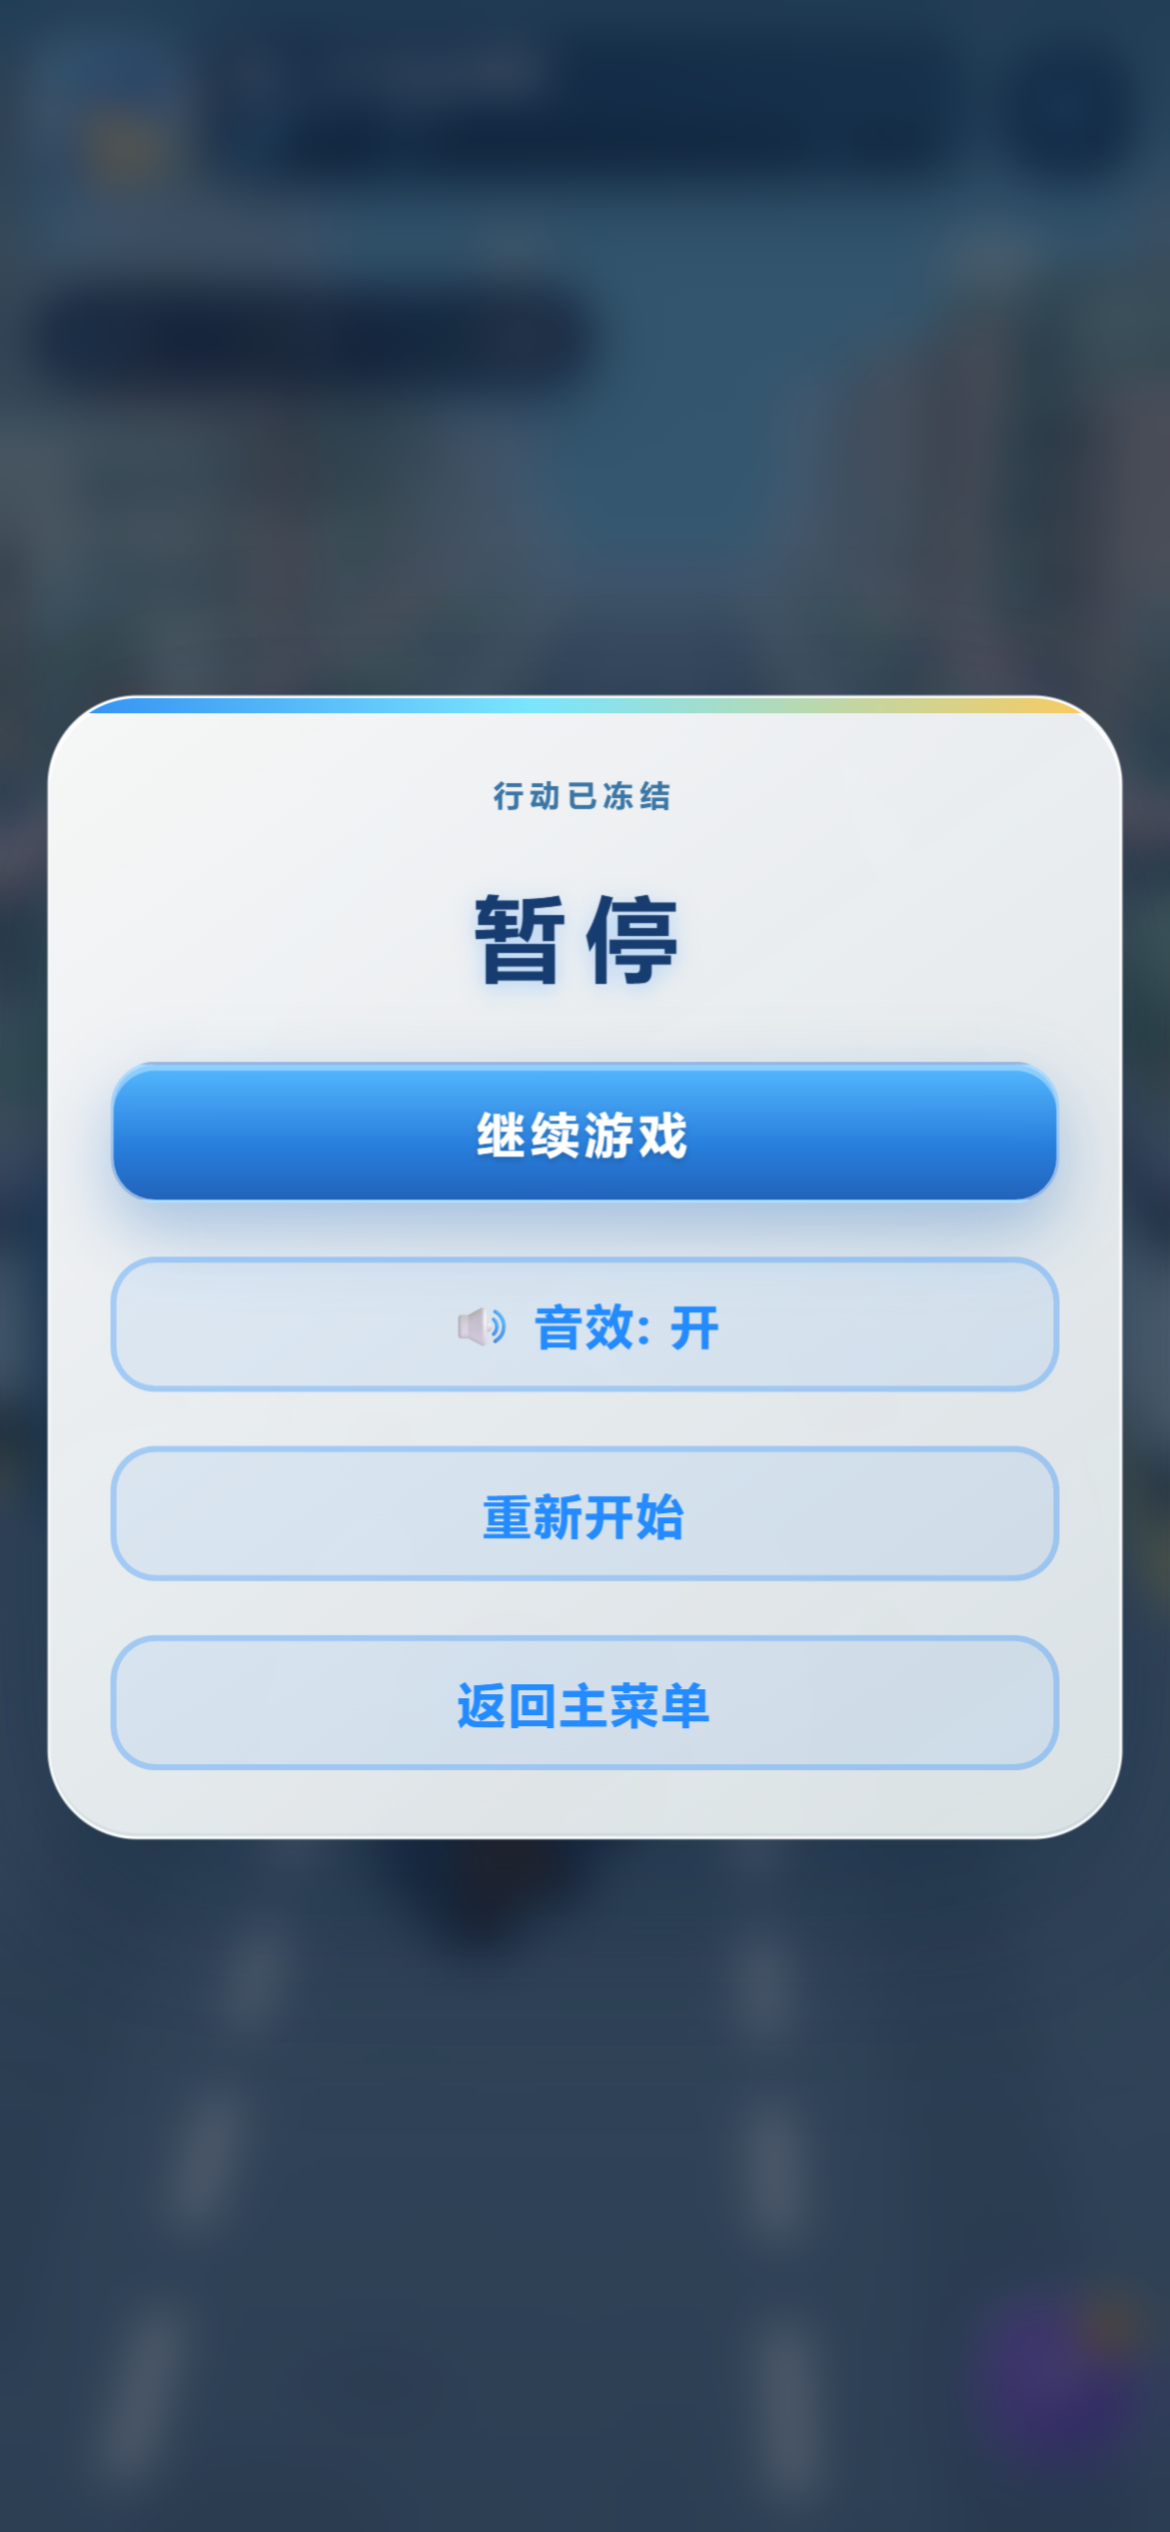 行动已冻结
暂停
继续游戏
🔊 音效: 开
重新开始
返回主菜单